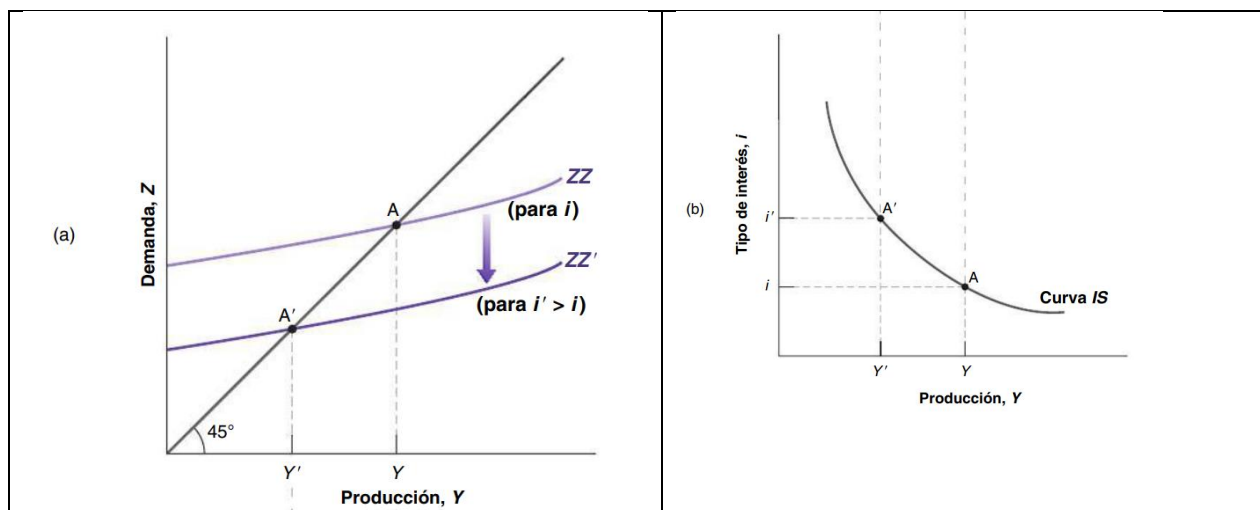 (a)
Demanda, Z
ZZ
A
(para i)
ZZ'
(para i' > i)
A'
45°
Y'
Y
Producción, Y
(b)
Tipo de interés, i
i'
A'
i
A
Curva IS
Y'
Y
Producción, Y